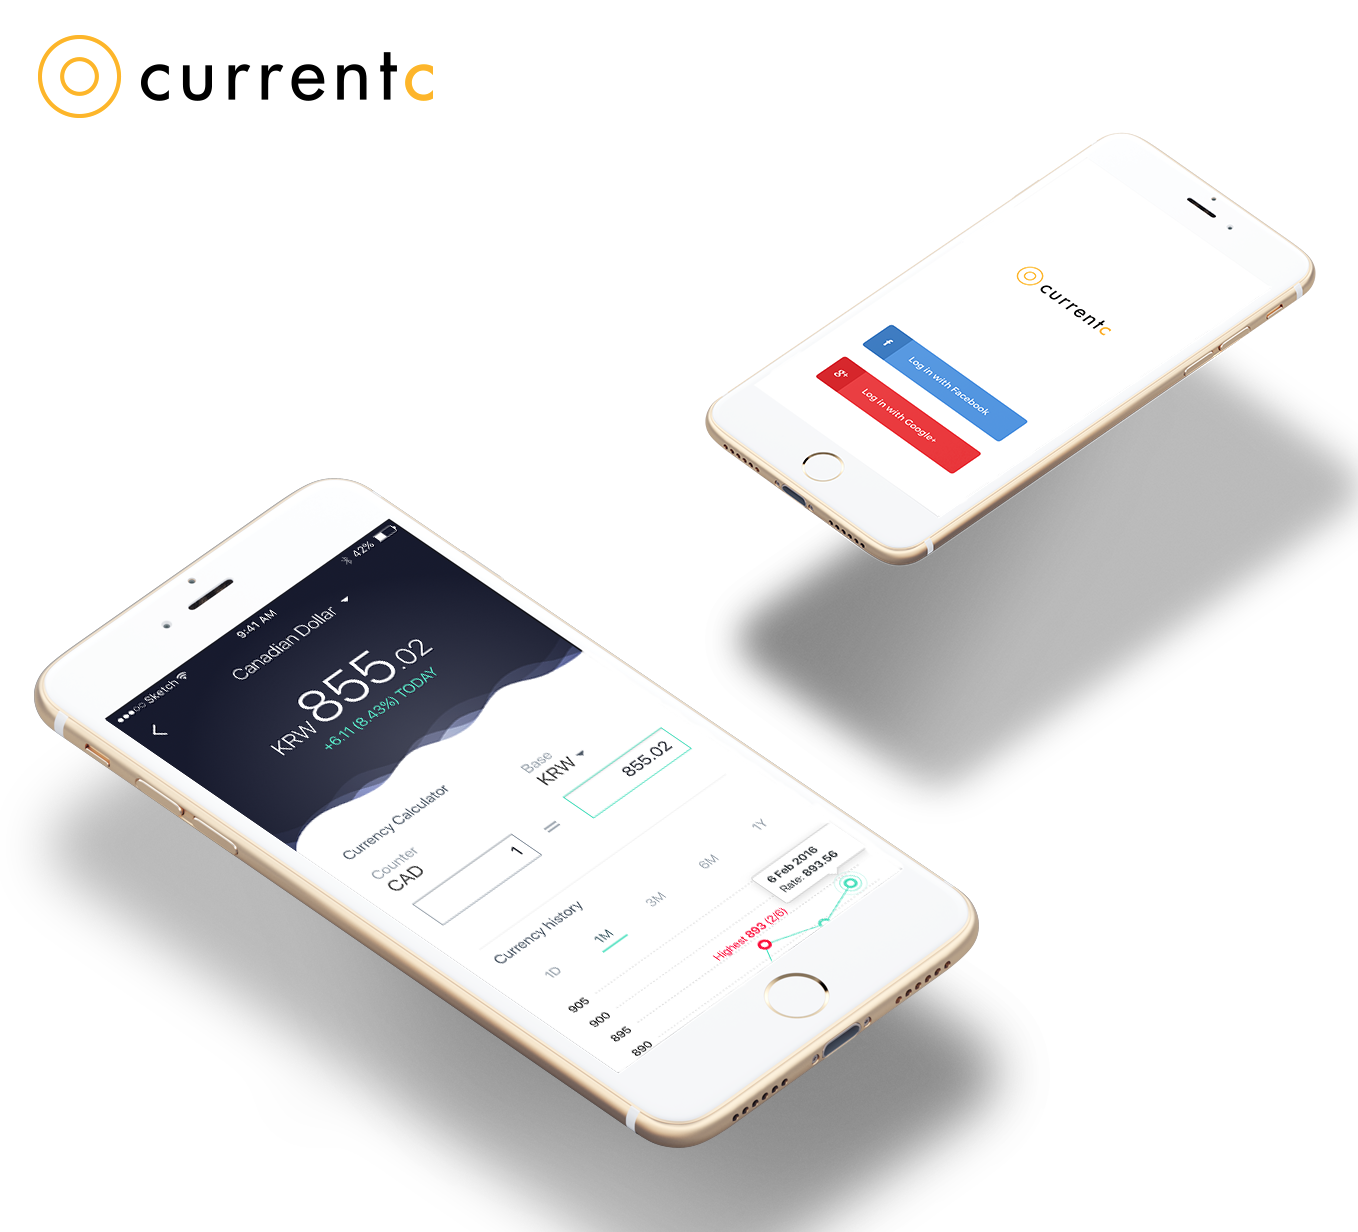 currentc
currentc
f Log in with Facebook
g+ Log in with Google+
Sketch
9:41 AM
42%
Canadian Dollar
KRW 855.02
+6.11 (8.43%) TODAY
Currency Calculator
Counter
CAD
1
=
Base
KRW
855.02
Currency history
1D
1M
3M
6M
1Y
6 Feb 2016
Rate: 893.56
Highest 893 (2/6)
905
900
895
890